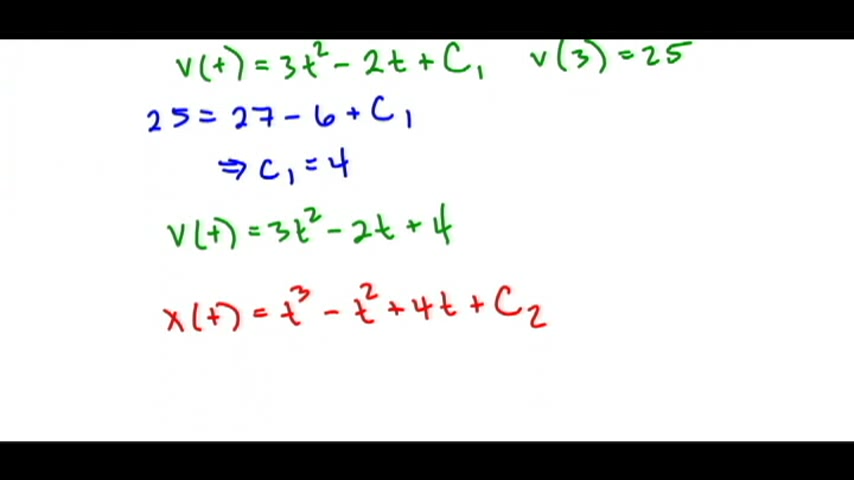 v(t) = 3t² - 2t + C₁ v(3) = 25
25 = 27 - 6 + C₁
⇒ C₁ = 4
v(t) = 3t² - 2t + 4
x(t) = t³ - t² + 4t + C₂